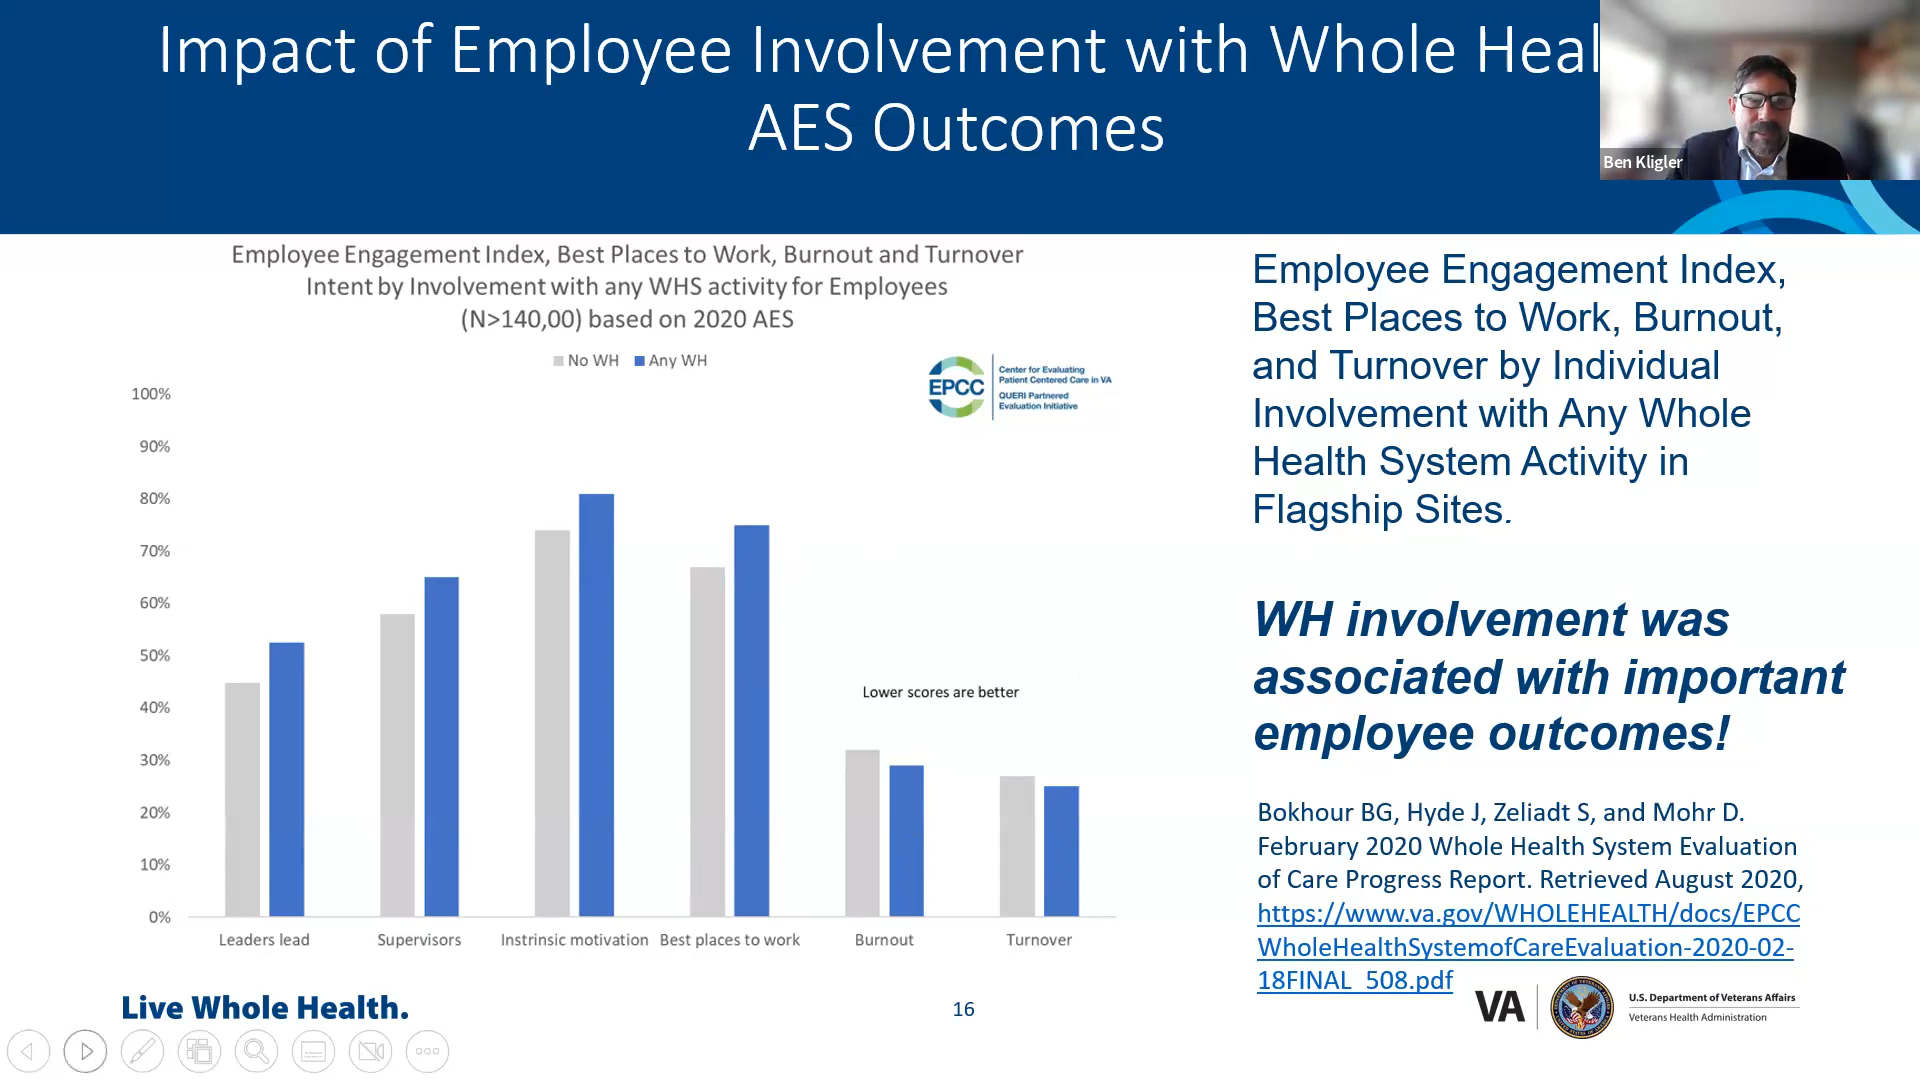 Impact of Employee Involvement with Whole Heal
AES Outcomes
Ben Kligler
Employee Engagement Index, Best Places to Work, Burnout and Turnover
Intent by Involvement with any WHS activity for Employees
(N>140,00) based on 2020 AES
No WH Any WH
EPCC
Center for Evaluating
Patient Centered Care in VA
QUERI Partnered
Evaluation Initiative
100%
90%
80%
70%
60%
50%
40%
30%
20%
10%
0%
Lower scores are better
Leaders lead Supervisors Instrinsic motivation Best places to work Burnout Turnover
Employee Engagement Index,
Best Places to Work, Burnout,
and Turnover by Individual
Involvement with Any Whole
Health System Activity in
Flagship Sites.
WH involvement was
associated with important
employee outcomes!
Bokhour BG, Hyde J, Zeliadt S, and Mohr D.
February 2020 Whole Health System Evaluation
of Care Progress Report. Retrieved August 2020,
https://www.va.gov/WHOLEHEALTH/docs/EPCC
WholeHealthSystemofCareEvaluation-2020-02-
18FINAL_508.pdf
Live Whole Health.
16
VA
U.S. Department of Veterans Affairs
Veterans Health Administration